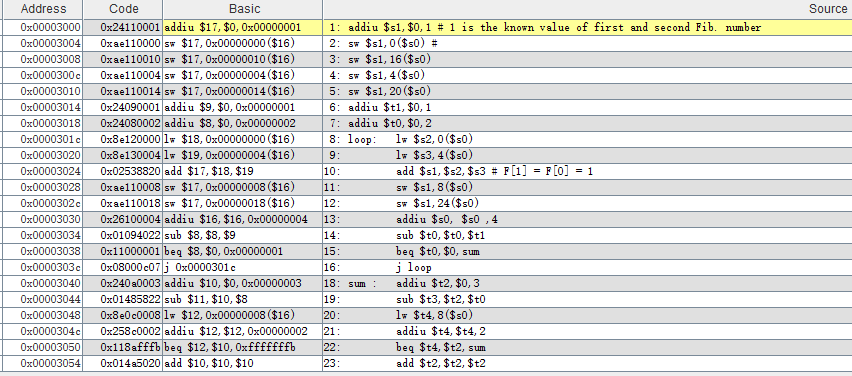 Address Code Basic Source
0x00003000 0x24110001 addiu $17,$0,0x00000001 1: addiu $s1,$0,1 # 1 is the known value of first and second Fib. number
0x00003004 0xae110000 sw $17,0x00000000($16) 2: sw $s1,0($s0) #
0x00003008 0xae110010 sw $17,0x00000010($16) 3: sw $s1,16($s0)
0x0000300c 0xae110004 sw $17,0x00000004($16) 4: sw $s1,4($s0)
0x00003010 0xae110014 sw $17,0x00000014($16) 5: sw $s1,20($s0)
0x00003014 0x24090001 addiu $9,$0,0x00000001 6: addiu $t1,$0,1
0x00003018 0x24080002 addiu $8,$0,0x00000002 7: addiu $t0,$0,2
0x0000301c 0x8e120000 lw $18,0x00000000($16) 8: loop: lw $s2,0($s0)
0x00003020 0x8e130004 lw $19,0x00000004($16) 9: lw $s3,4($s0)
0x00003024 0x02538820 add $17,$18,$19 10: add $s1,$s2,$s3 # F[1] = F[0] = 1
0x00003028 0xae110008 sw $17,0x00000008($16) 11: sw $s1,8($s0)
0x0000302c 0xae110018 sw $17,0x00000018($16) 12: sw $s1,24($s0)
0x00003030 0x26100004 addiu $16,$16,0x00000004 13: addiu $s0, $s0 ,4
0x00003034 0x01094022 sub $8,$8,$9 14: sub $t0,$t0,$t1
0x00003038 0x11000001 beq $8,$0,0x00000001 15: beq $t0,$0,sum
0x0000303c 0x08000c07 j 0x0000301c 16: j loop
0x00003040 0x240a0003 addiu $10,$0,0x00000003 18: sum : addiu $t2,$0,3
0x00003044 0x01485822 sub $11,$10,$8 19: sub $t3,$t2,$t0
0x00003048 0x8e0c0008 lw $12,0x00000008($16) 20: lw $t4,8($s0)
0x0000304c 0x258c0002 addiu $12,$12,0x00000002 21: addiu $t4,$t4,2
0x00003050 0x118afffb beq $12,$10,0xfffffffb 22: beq $t4,$t2,sum
0x00003054 0x014a5020 add $10,$10,$10 23: add $t2,$t2,$t2